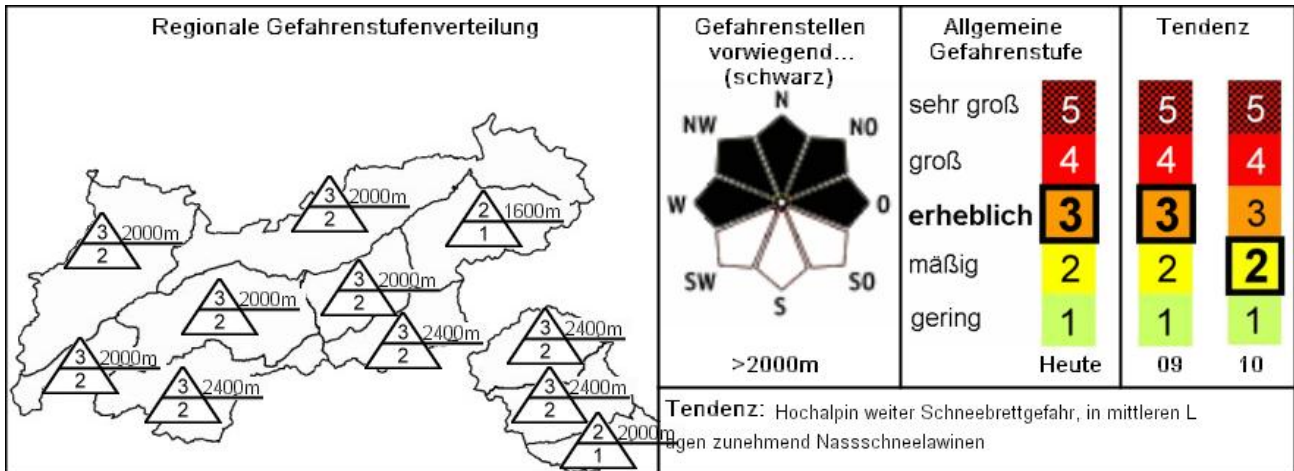 Regionale Gefahrenstufenverteilung
3
2000m
2
2
1600m
1
3
2000m
2
3
2000m
2
3
2000m
2
3
2400m
2
3
2400m
2
3
2000m
2
3
2400m
2
3
2400m
2
2
2000m
1
Gefahrenstellen
vorwiegend...
(schwarz)
N
NW
NO
W
O
SW
SO
S
>2000m
Allgemeine
Gefahrenstufe
Tendenz
sehr groß 5 5 5
groß 4 4 4
erheblich 3 3 3
mäßig 2 2 2
gering 1 1 1
Heute 09 10
Tendenz: Hochalpin weiter Schneebrettgefahr, in mittleren L
agen zunehmend Nassschneelawinen